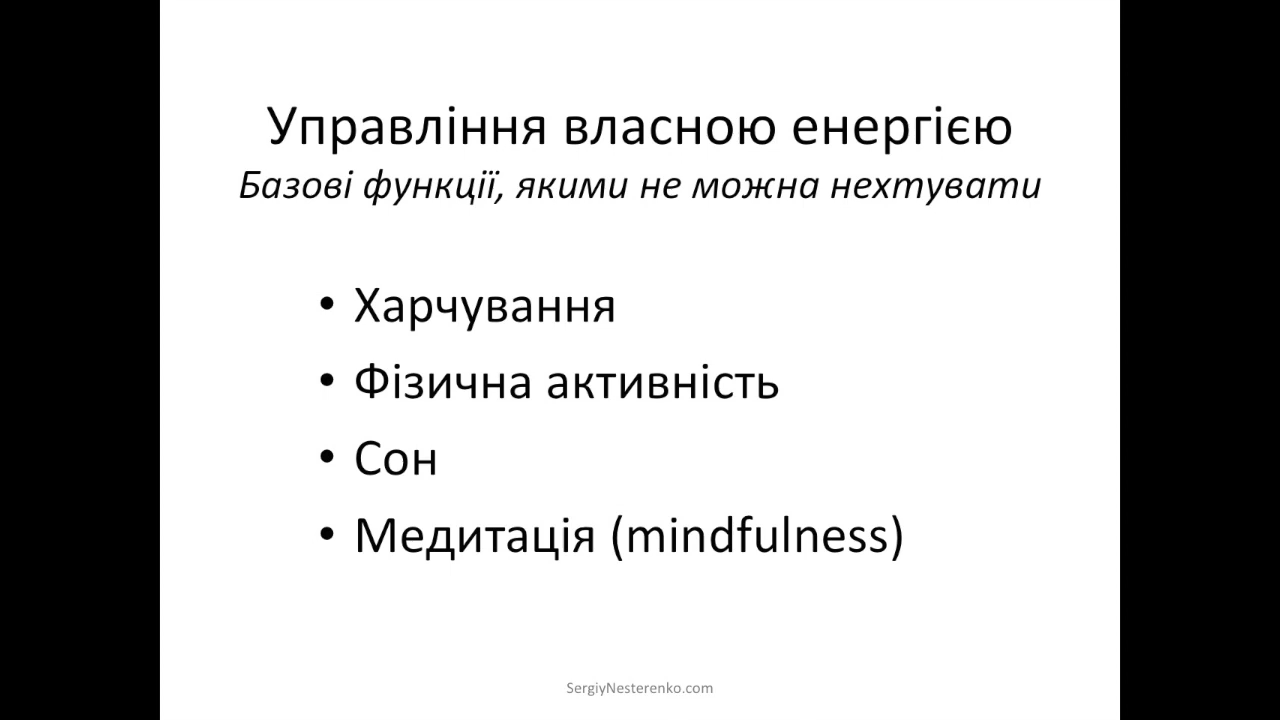 Управління власною енергією
Базові функції, якими не можна нехтувати
• Харчування
• Фізична активність
• Сон
• Медитація (mindfulness)
SergiyNesterenko.com